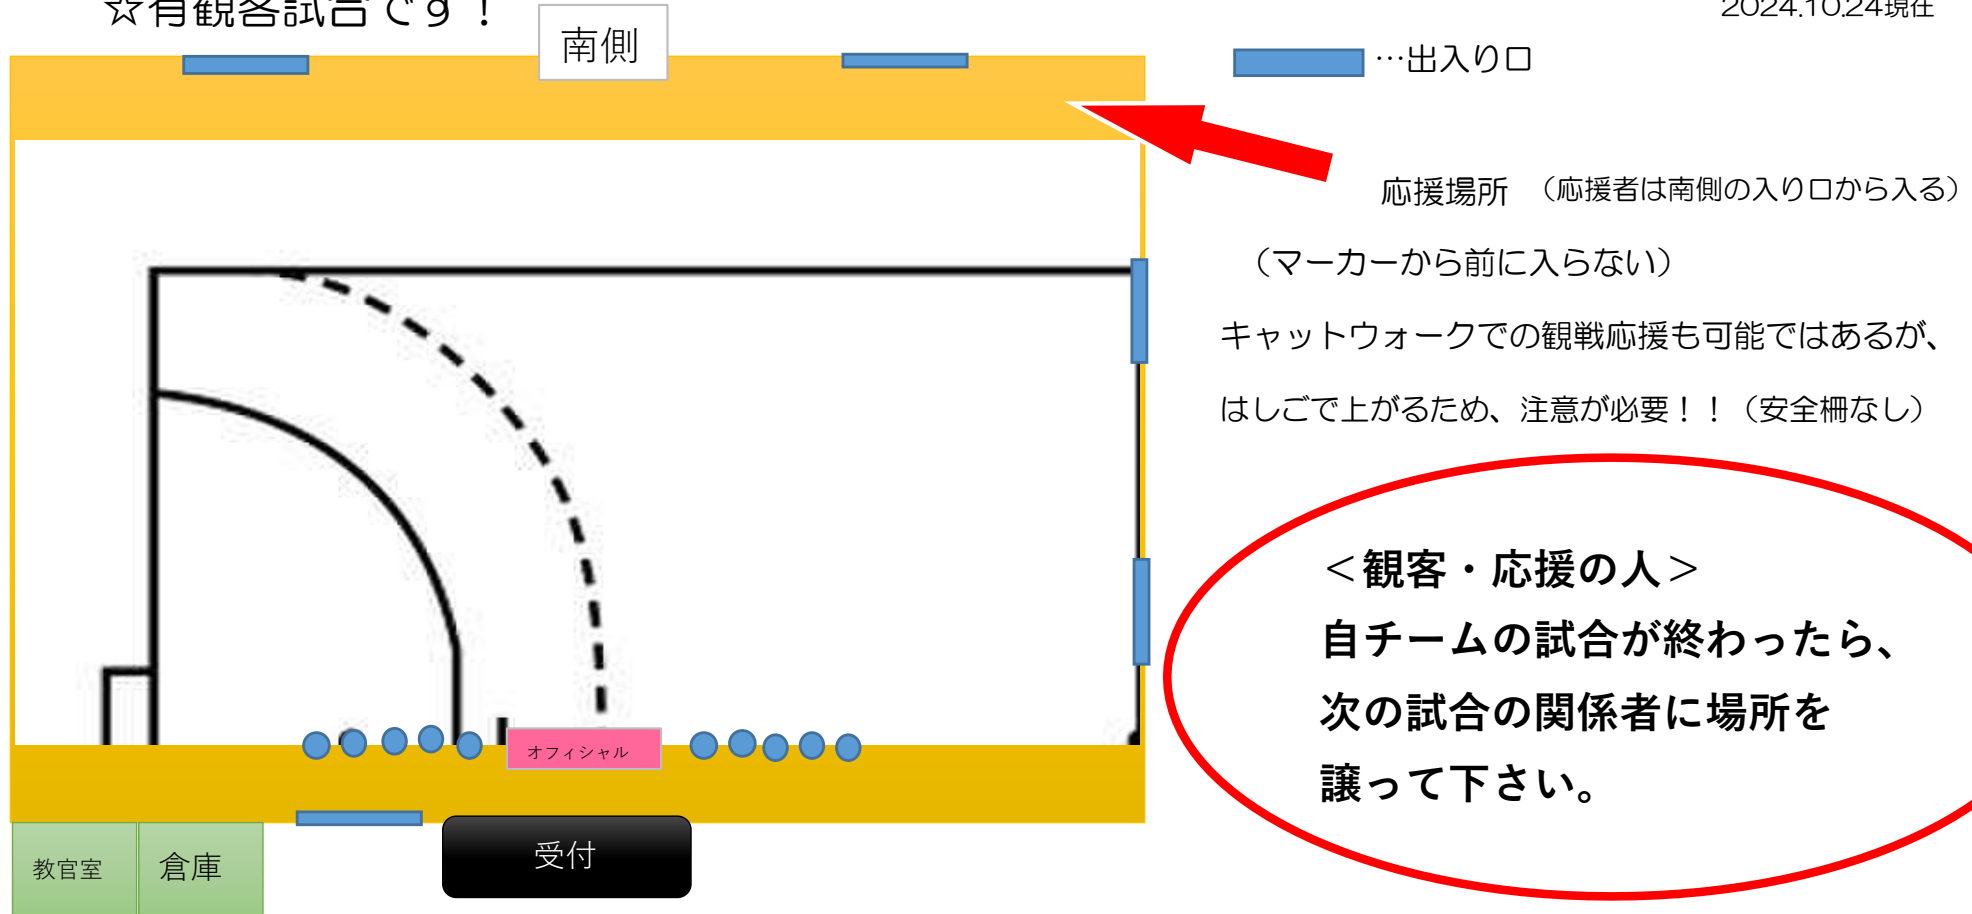 ☆有観客試合です！
2024.10.24現在
南側
…出入り口
応援場所　（応援者は南側の入り口から入る）
（マーカーから前に入らない）
キャットウォークでの観戦応援も可能ではあるが、
はしごで上がるため、注意が必要！！（安全柵なし）
＜観客・応援の人＞
自チームの試合が終わったら、
次の試合の関係者に場所を
譲って下さい。
オフィシャル
受付
教官室
倉庫